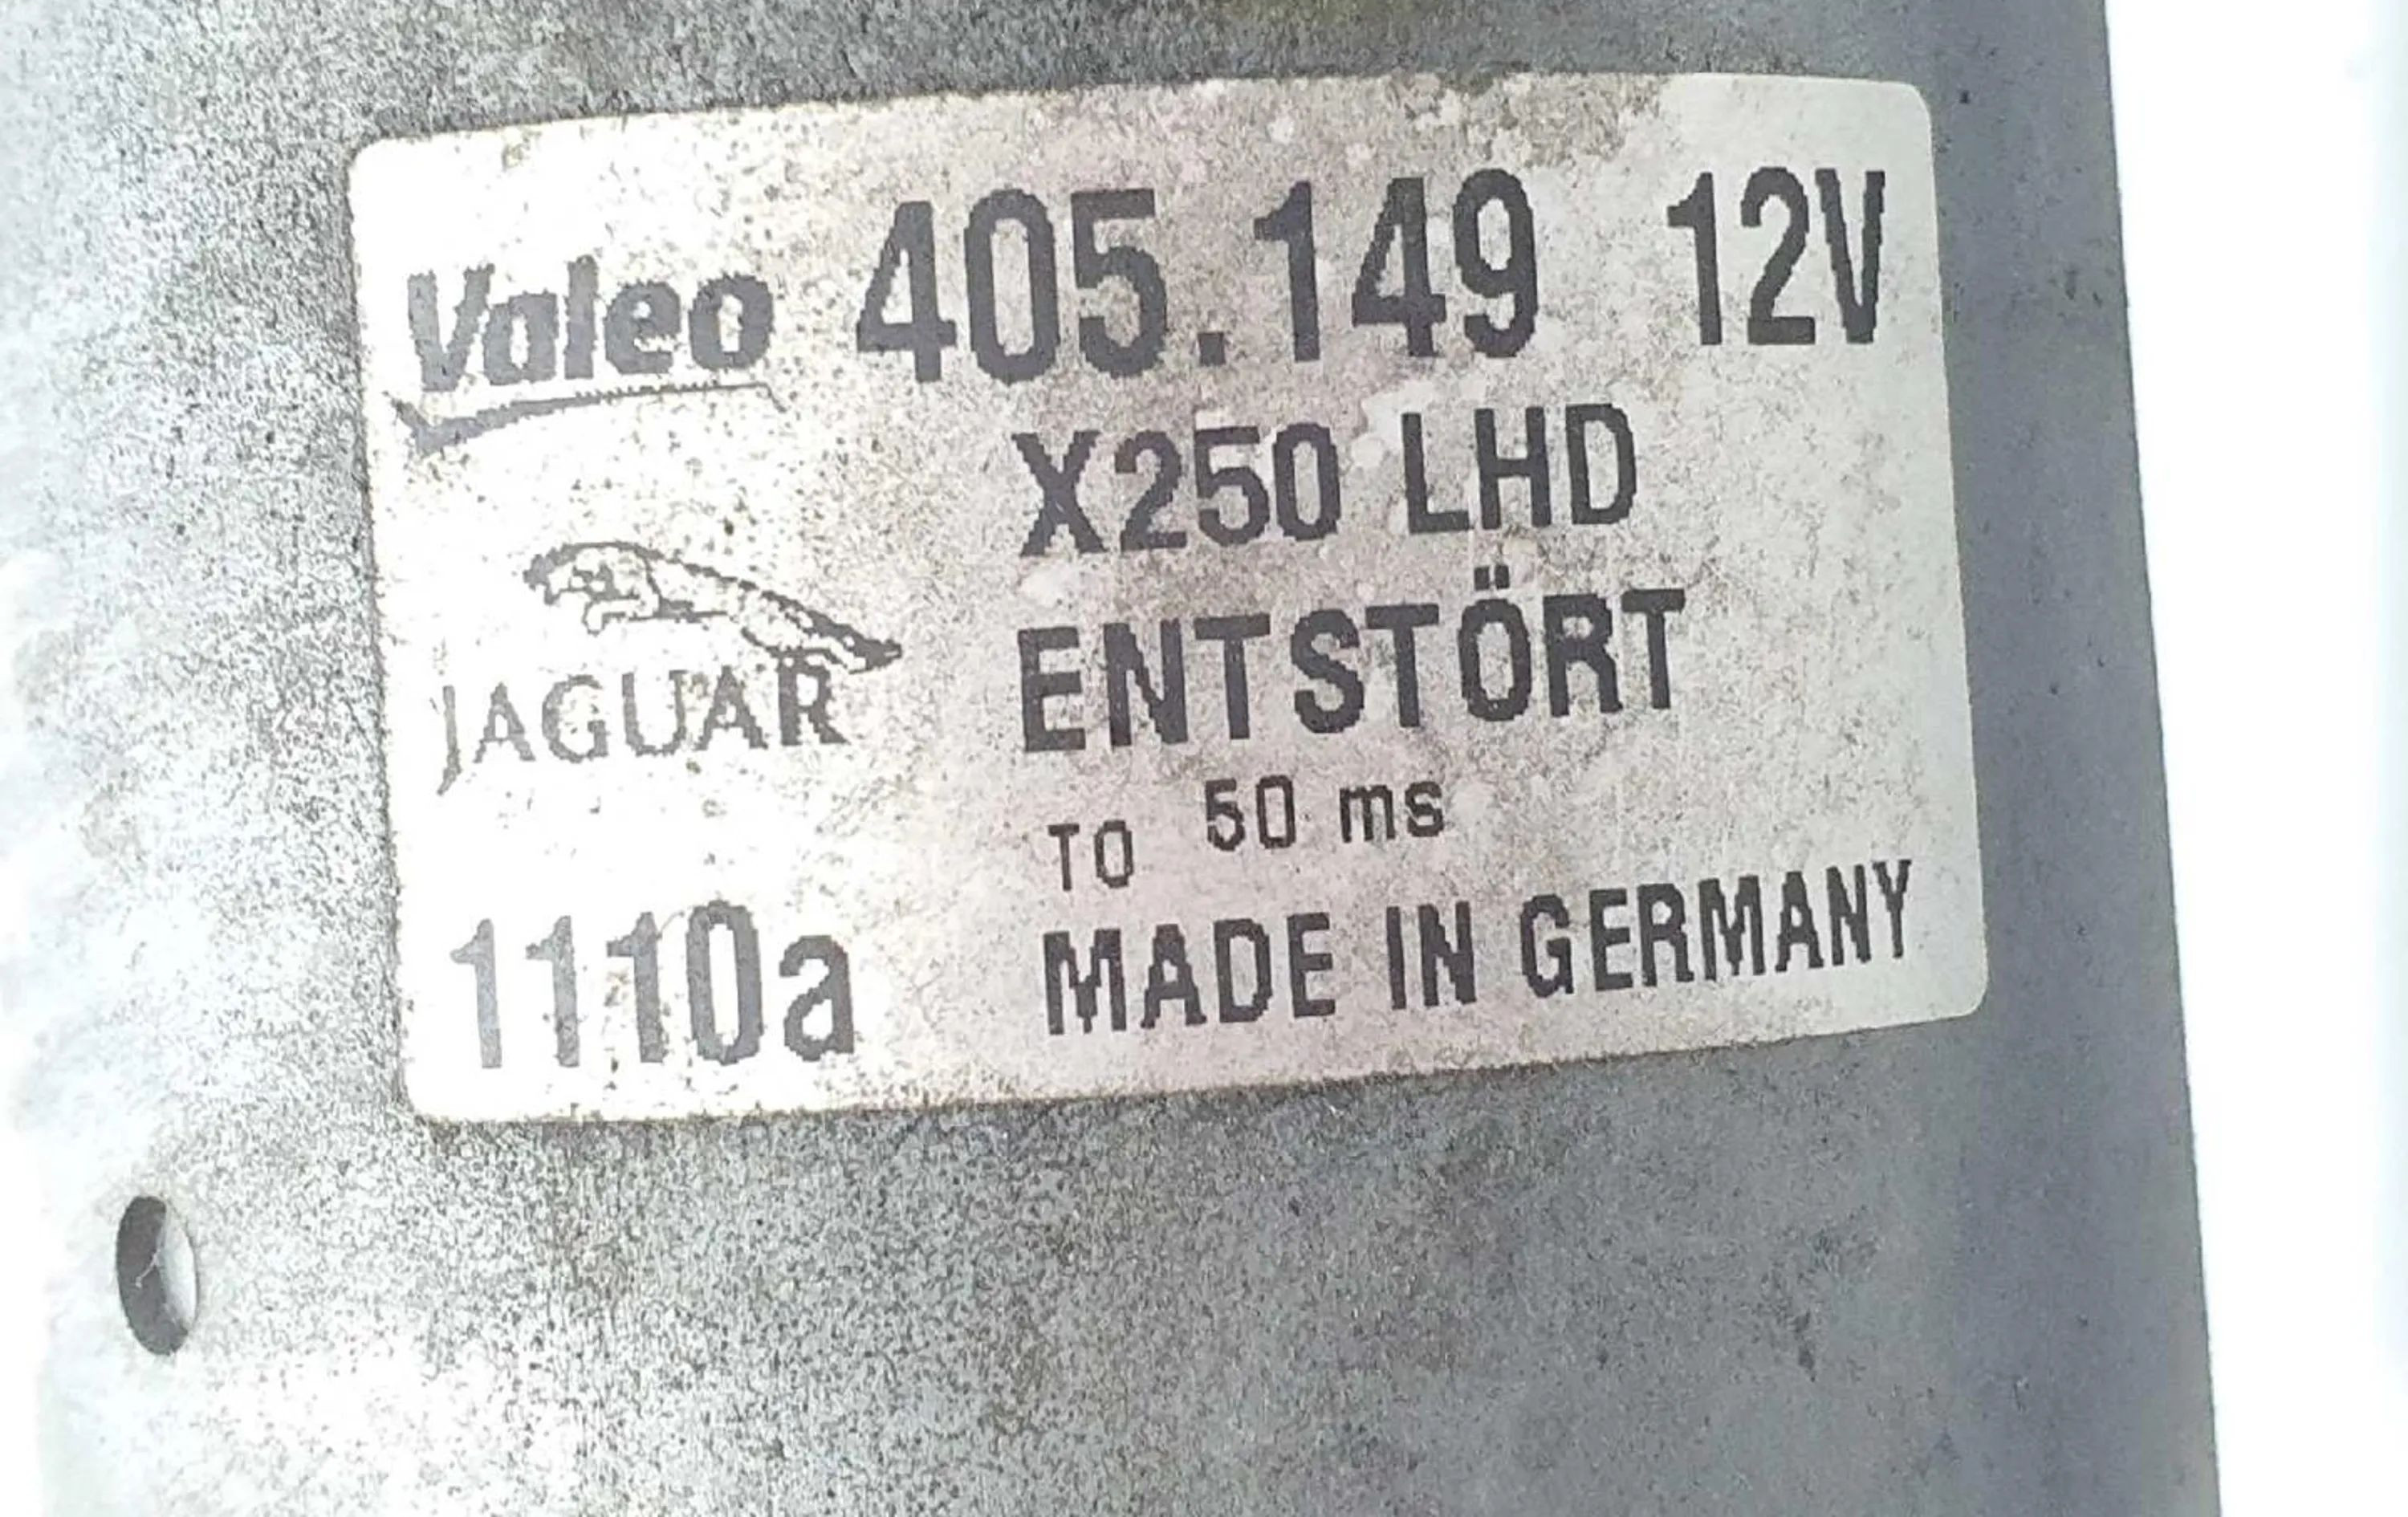 Valeo 405.149 12V
X250 LHD
ENTSTÖRT
JAGUAR
TO 50 ms
1110a MADE IN GERMANY